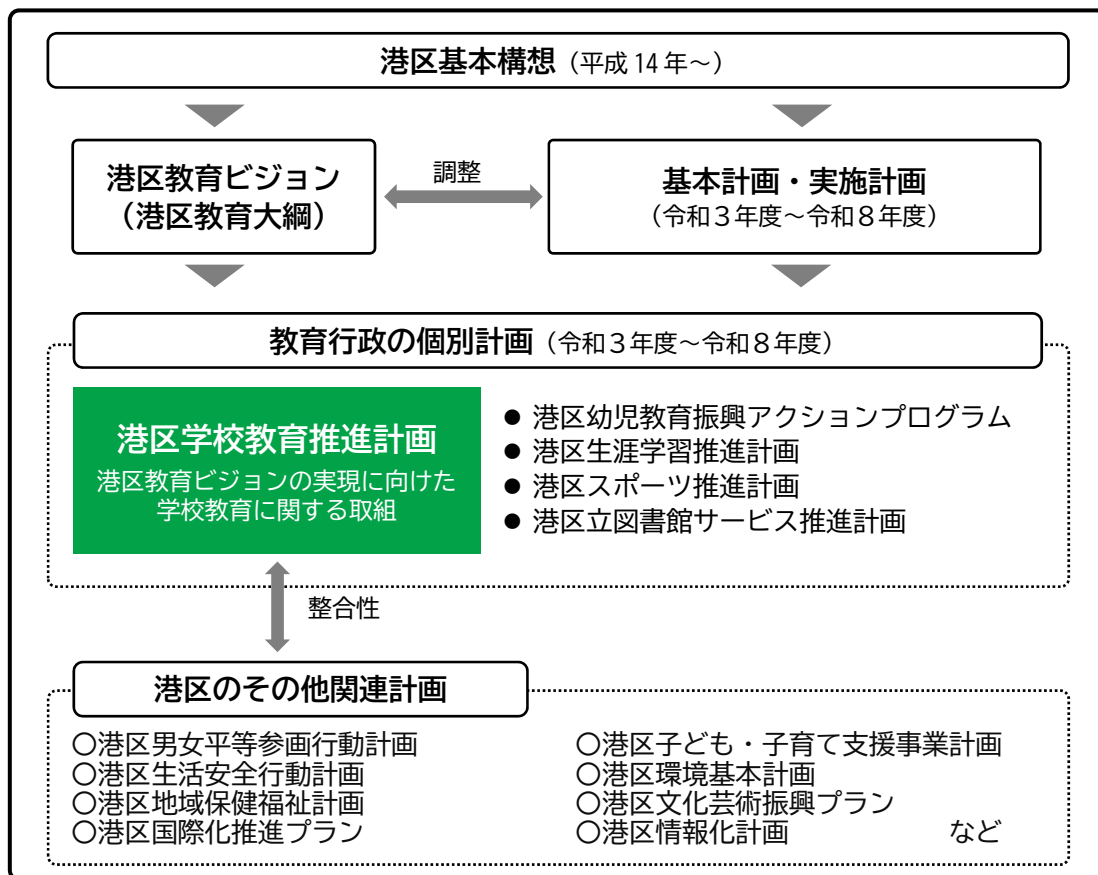 港区基本構想（平成14年～）
港区教育ビジョン
（港区教育大綱）
調整
基本計画・実施計画
（令和３年度～令和８年度）
教育行政の個別計画（令和３年度～令和８年度）
港区学校教育推進計画
港区教育ビジョンの実現に向けた
学校教育に関する取組
● 港区幼児教育振興アクションプログラム
● 港区生涯学習推進計画
● 港区スポーツ推進計画
● 港区立図書館サービス推進計画
整合性
港区のその他関連計画
〇港区男女平等参画行動計画
〇港区生活安全行動計画
〇港区地域保健福祉計画
〇港区国際化推進プラン
〇港区子ども・子育て支援事業計画
〇港区環境基本計画
〇港区文化芸術振興プラン
〇港区情報化計画 など